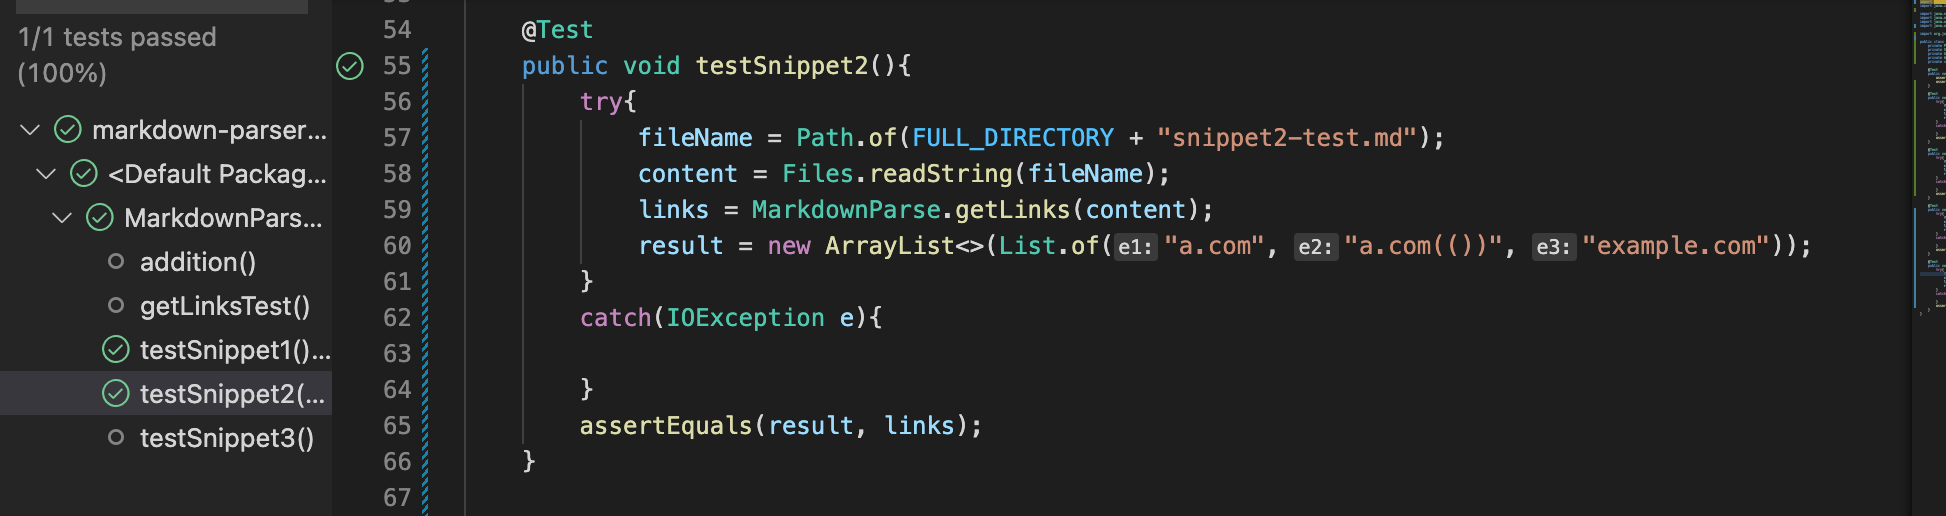 1/1 tests passed
(100%)
markdown-parser...
<Default Packag...
MarkdownPars...
addition()
getLinksTest()
testSnippet1()...
testSnippet2(...
testSnippet3()
54 @Test
55 public void testSnippet2(){
56 try{
57 fileName = Path.of(FULL_DIRECTORY + "snippet2-test.md");
58 content = Files.readString(fileName);
59 links = MarkdownParse.getLinks(content);
60 result = new ArrayList<>(List.of(e1: "a.com", e2: "a.com(())", e3: "example.com"));
61 }
62 catch(IOException e){
63
64 }
65 assertEquals(result, links);
66 }
67